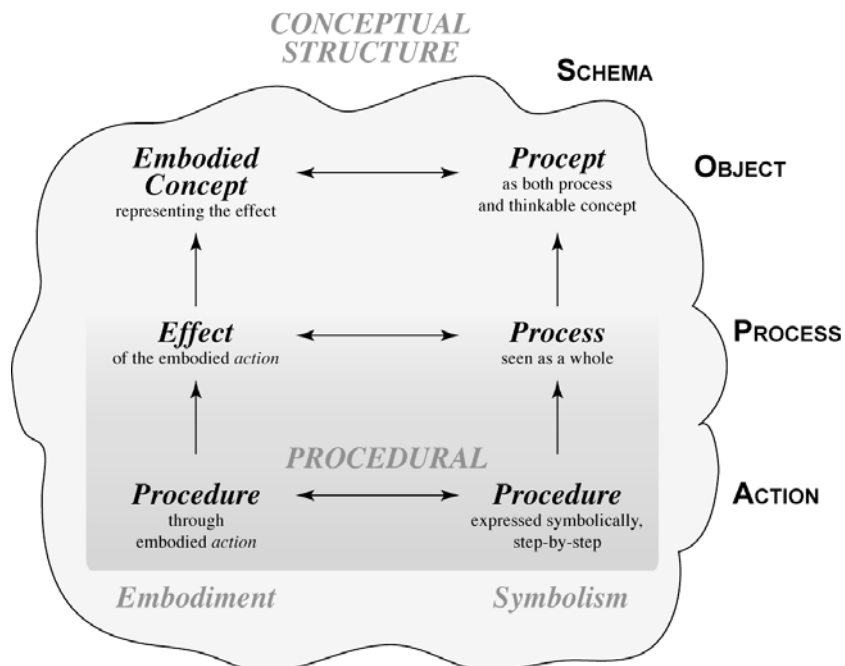 CONCEPTUAL
STRUCTURE
SCHEMA
Embodied
Concept
representing the effect
Procept
as both process
and thinkable concept
OBJECT
Effect
of the embodied action
Process
seen as a whole
PROCESS
PROCEDURAL
Procedure
through
embodied action
Procedure
expressed symbolically,
step-by-step
ACTION
Embodiment
Symbolism